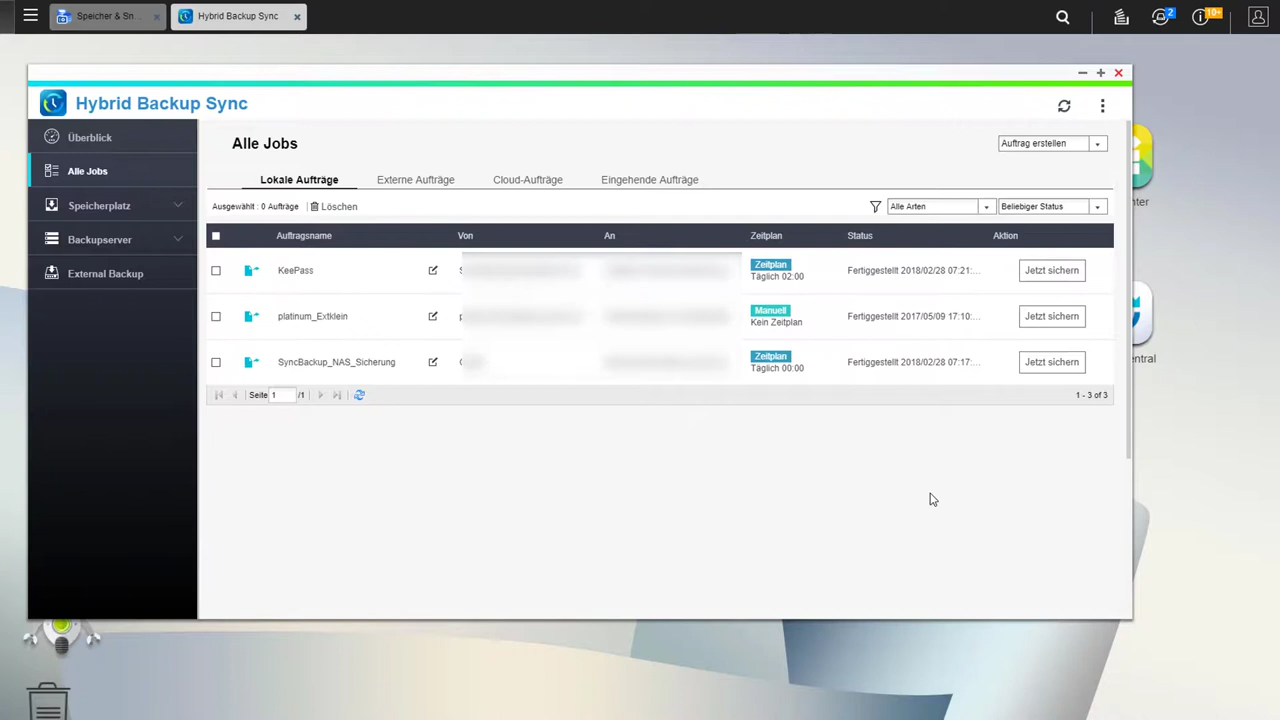 Speicher & Sn...
Hybrid Backup Sync
2
10+
Hybrid Backup Sync
Überblick
Alle Jobs
Speicherplatz
Backupserver
External Backup
Alle Jobs
Auftrag erstellen
Lokale Aufträge Externe Aufträge Cloud-Aufträge Eingehende Aufträge
Ausgewählt : 0 Aufträge Löschen Alle Arten Beliebiger Status
Auftragsname Von An Zeitplan Status Aktion
KeePass Zeitplan Täglich 02:00 Fertiggestellt 2018/02/28 07:21:... Jetzt sichern
platinum_Extklein Manuell Kein Zeitplan Fertiggestellt 2017/05/09 17:10:... Jetzt sichern
SyncBackup_NAS_Sicherung Zeitplan Täglich 00:00 Fertiggestellt 2018/02/28 07:17:... Jetzt sichern
Seite 1 /1 1 - 3 of 3
nter
entral